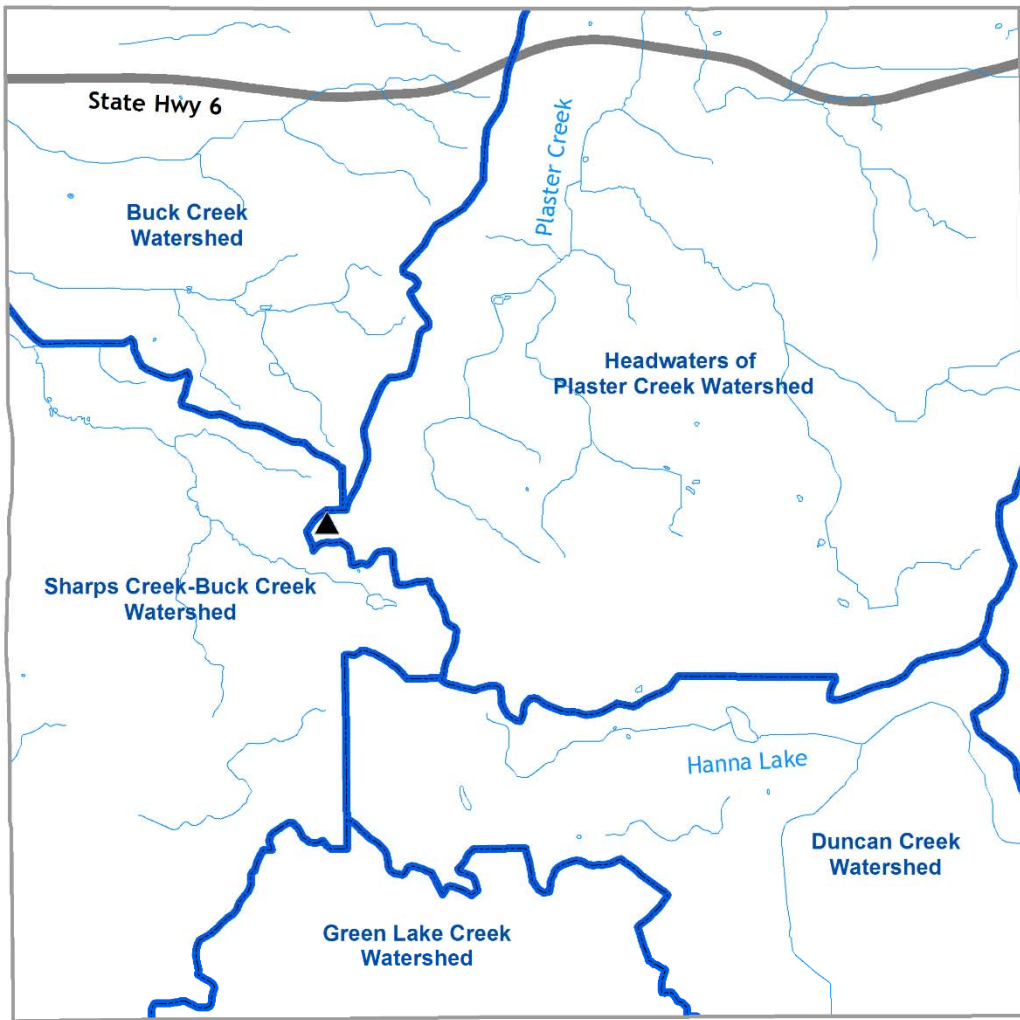 State Hwy 6
Plaster Creek
Buck Creek
Watershed
Headwaters of
Plaster Creek Watershed
Sharps Creek-Buck Creek
Watershed
Hanna Lake
Duncan Creek
Watershed
Green Lake Creek
Watershed